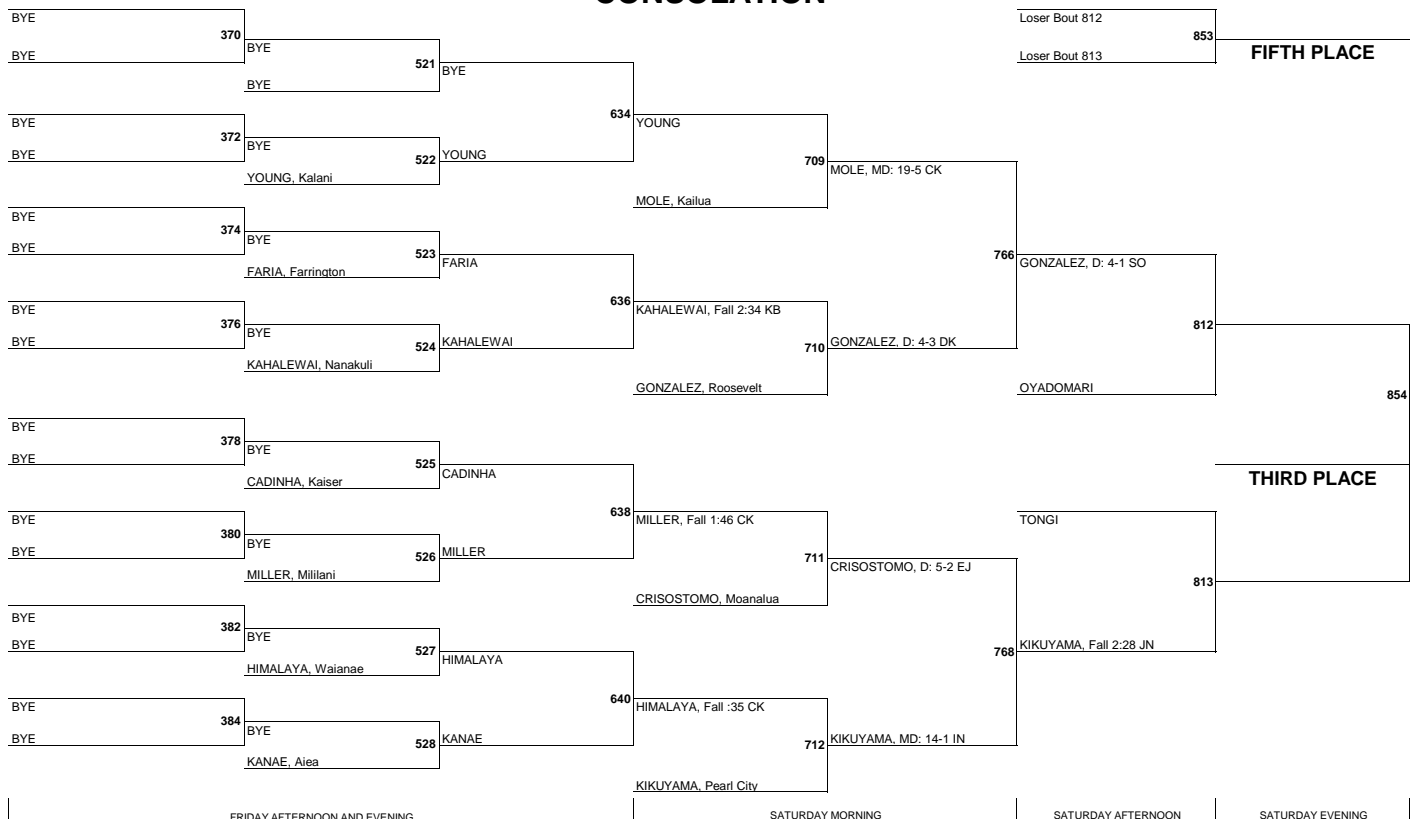 CONSOLATION
BYE
370
BYE
BYE
521
BYE
BYE
634
YOUNG
BYE
372
BYE
BYE
522
YOUNG
YOUNG, Kalani
709
MOLE, MD: 19-5 CK
MOLE, Kailua
BYE
374
BYE
BYE
523
FARIA
FARIA, Farrington
766
GONZALEZ, D: 4-1 SO
BYE
376
BYE
BYE
524
KAHALEWAI
KAHALEWAI, Nanakuli
636
KAHALEWAI, Fall 2:34 KB
710
GONZALEZ, D: 4-3 DK
GONZALEZ, Roosevelt
812
OYADOMARI
854
BYE
378
BYE
BYE
525
CADINHA
CADINHA, Kaiser
638
MILLER, Fall 1:46 CK
BYE
380
BYE
BYE
526
MILLER
MILLER, Mililani
711
CRISOSTOMO, D: 5-2 EJ
CRISOSTOMO, Moanalua
TONGI
813
BYE
382
BYE
BYE
527
HIMALAYA
HIMALAYA, Waianae
768
KIKUYAMA, Fall 2:28 JN
640
HIMALAYA, Fall :35 CK
BYE
384
BYE
BYE
528
KANAE
KANAE, Aiea
712
KIKUYAMA, MD: 14-1 IN
KIKUYAMA, Pearl City
Loser Bout 812
853
Loser Bout 813
FIFTH PLACE
THIRD PLACE
FRIDAY AFTERNOON AND EVENING
SATURDAY MORNING
SATURDAY AFTERNOON
SATURDAY EVENING